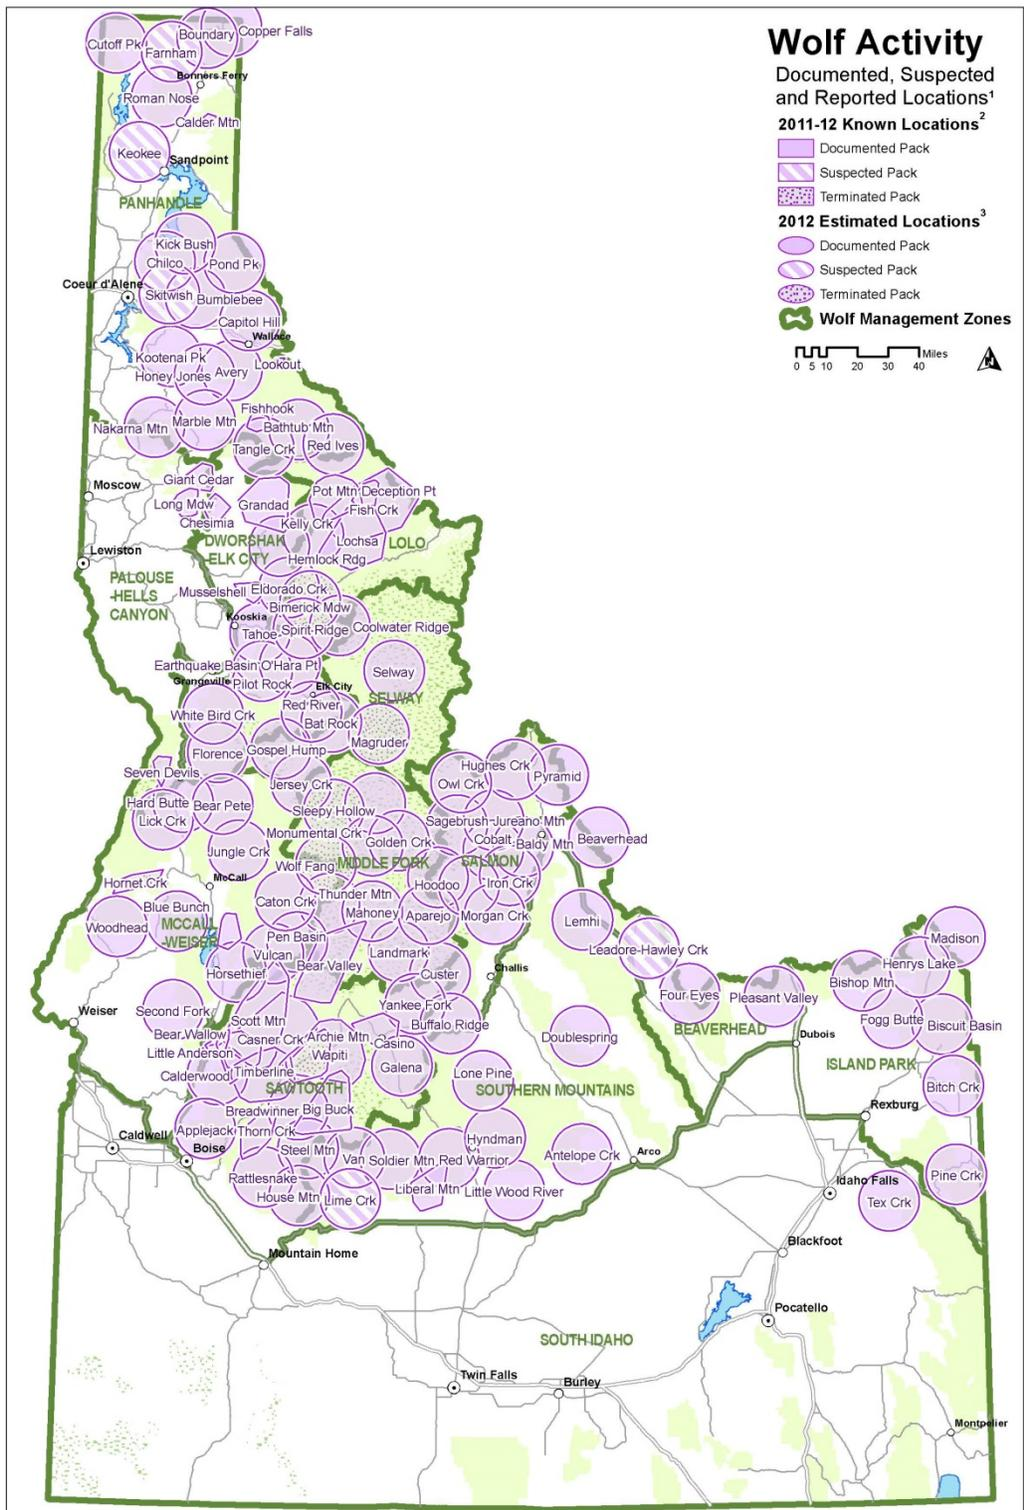 Wolf Activity
Documented, Suspected
and Reported Locations¹
2011-12 Known Locations²
Documented Pack
Suspected Pack
Terminated Pack
2012 Estimated Locations³
Documented Pack
Suspected Pack
Terminated Pack
Wolf Management Zones
Miles
0 5 10 20 30 40
Cutoff Pk
Farnham
Boundary
Copper Falls
Bonners Ferry
Roman Nose
Calder Mtn
Keokee
Sandpoint
PANHANDLE
Kick Bush
Chilco
Pond Pk
Coeur d'Alene
Skitwish
Bumblebee
Capitol Hill
Wallace
Kootenai Pk
Lookout
Honey Jones
Avery
Fishhook
Nakarna Mtn
Marble Mtn
Bathtub Mtn
Tangle Crk
Red Ives
Giant Cedar
Moscow
Pot Mtn
Deception Pt
Long Mdw
Grandad
Fish Crk
Chesimia
Kelly Crk
DWORSHAK
-ELK CITY
Lochsa
LOLO
Lewiston
Hemlock Rdg
PALOUSE
-HELLS
CANYON
Musselshell
Eldorado Crk
Bimerick Mdw
Kooskia
Tahoe
Spirit Ridge
Coolwater Ridge
Earthquake Basin
O'Hara Pt
Selway
Grangeville
Pilot Rock
Elk City
SELWAY
White Bird Crk
Red River
Bat Rock
Florence
Gospel Hump
Magruder
Seven Devils
Jersey Crk
Hughes Crk
Owl Crk
Pyramid
Hard Butte
Bear Pete
Sleepy Hollow
Lick Crk
Sagebrush
Jureano Mtn
Monumental Crk
Golden Crk
Cobalt
Baldy Mtn
Beaverhead
Jungle Crk
Wolf Fang
MIDDLE FORK
SALMON
McCall
Hornet Crk
Hoodoo
Iron Crk
Blue Bunch
Caton Crk
Thunder Mtn
Mahoney
Aparejo
Morgan Crk
Lemhi
Woodhead
MCCALL
-WEISER
Pen Basin
Leadore-Hawley Crk
Madison
Vulcan
Landmark
Henrys Lake
Horsethief
Bear Valley
Custer
Challis
Bishop Mtn
Four Eyes
Pleasant Valley
Weiser
Second Fork
Yankee Fork
Scott Mtn
Buffalo Ridge
BEAVERHEAD
Fogg Butte
Biscuit Basin
Bear Wallow
Casner Crk
Archie Mtn
Casino
Doublespring
Dubois
Little Anderson
Wapiti
Calderwood
Timberline
Galena
Lone Pine
ISLAND PARK
SAWTOOTH
SOUTHERN MOUNTAINS
Bitch Crk
Breadwinner
Big Buck
Rexburg
Caldwell
Applejack
Thorn Crk
Hyndman
Boise
Steel Mtn
Van
Soldier Mtn
Red Warrior
Antelope Crk
Arco
Rattlesnake
Pine Crk
House Mtn
Lime Crk
Liberal Mtn
Little Wood River
Idaho Falls
Tex Crk
Mountain Home
Blackfoot
Pocatello
SOUTH IDAHO
Twin Falls
Burley
Montpelier